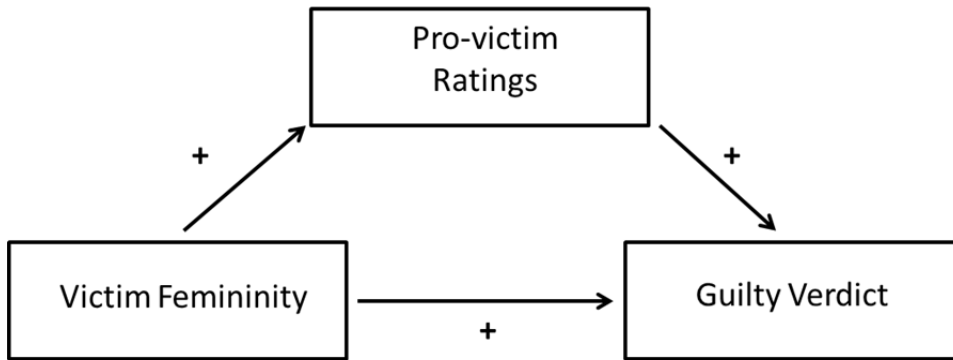 Pro-victim
Ratings
+
+
Victim Femininity
Guilty Verdict
+